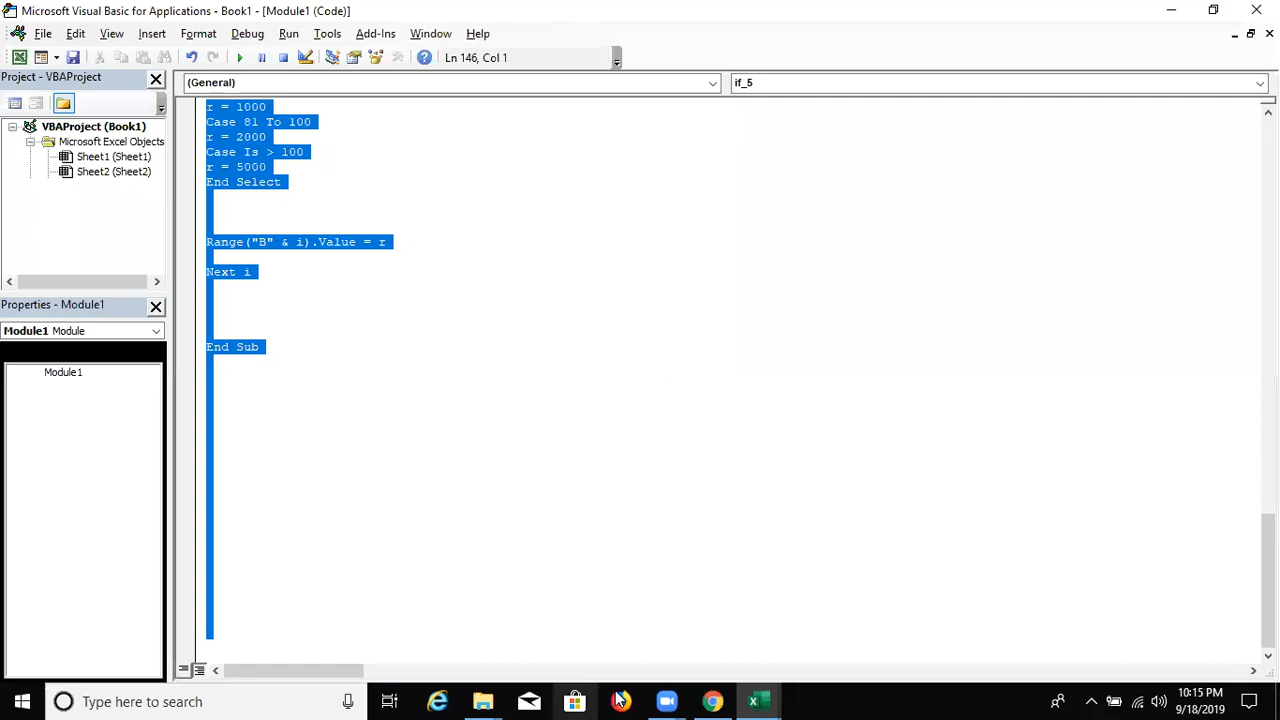 Microsoft Visual Basic for Applications - Book1 - [Module1 (Code)]
File Edit View Insert Format Debug Run Tools Add-Ins Window Help
Ln 146, Col 1
Project - VBAProject
(General)
if_5
VBAProject (Book1)
Microsoft Excel Objects
Sheet1 (Sheet1)
Sheet2 (Sheet2)
Properties - Module1
Module1 Module
Module1
r = 1000
Case 81 To 100
r = 2000
Case Is > 100
r = 5000
End Select
Range("B" & i).Value = r
Next i
End Sub
Type here to search
10:15 PM
9/18/2019